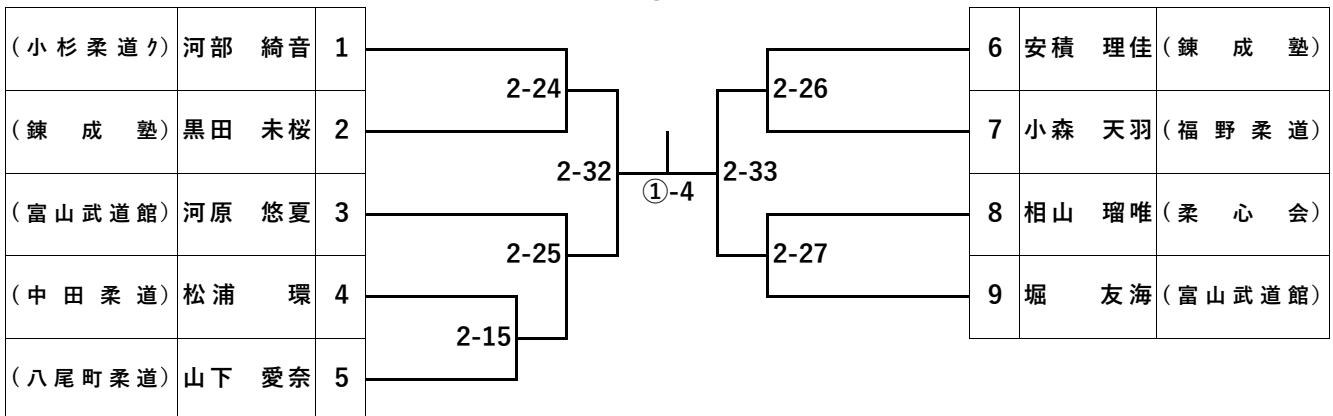 (小杉柔道ｸ) 河部 綺音 1
(錬成塾) 黒田 未桜 2
(富山武道館) 河原 悠夏 3
(中田柔道) 松浦 環 4
(八尾町柔道) 山下 愛奈 5
2-24
2-32
2-25
2-15
①-4
2-26
2-33
2-27
6 安積 理佳 (錬成塾)
7 小森 天羽 (福野柔道)
8 相山 瑠唯 (柔心会)
9 堀 友海 (富山武道館)